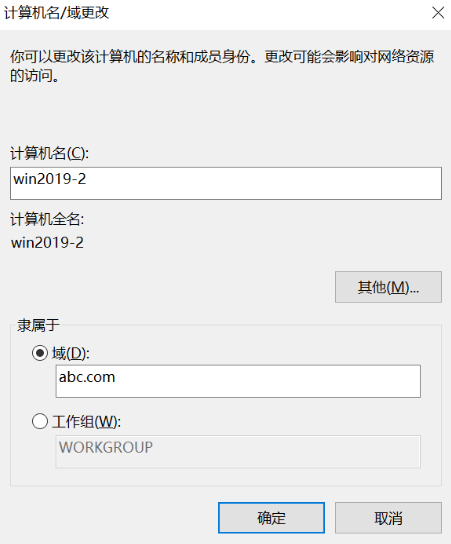 计算机名/域更改
你可以更改该计算机的名称和成员身份。更改可能会影响对网络资源
的访问。
计算机名(C):
win2019-2
计算机全名:
win2019-2
其他(M)...
隶属于
域(D):
abc.com
工作组(W):
WORKGROUP
确定
取消